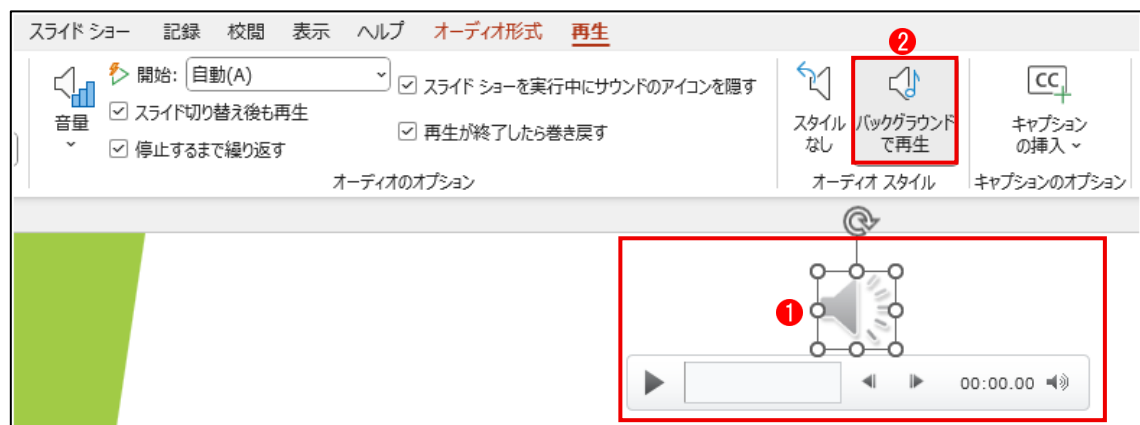 スライド ショー 記録 校閲 表示 ヘルプ オーディオ形式 再生
2
音量
開始: 自動(A)
スライド切り替え後も再生
停止するまで繰り返す
スライド ショーを実行中にサウンドのアイコンを隠す
再生が終了したら巻き戻す
オーディオのオプション
スタイル
なし
バックグラウンド
で再生
オーディオ スタイル
CC
キャプション
の挿入
キャプションのオプション
1
00:00.00